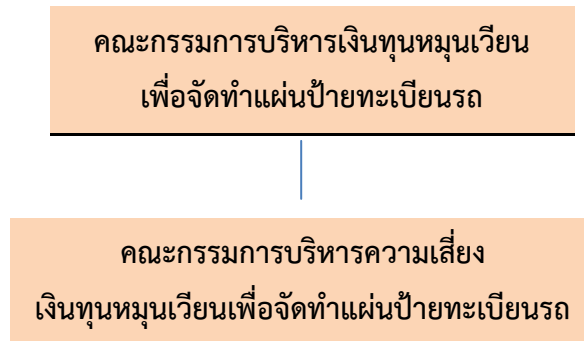 คณะกรรมการบริหารเงินทุนหมุนเวียน
เพื่อจัดทำแผ่นป้ายทะเบียนรถ
คณะกรรมการบริหารความเสี่ยง
เงินทุนหมุนเวียนเพื่อจัดทำแผ่นป้ายทะเบียนรถ